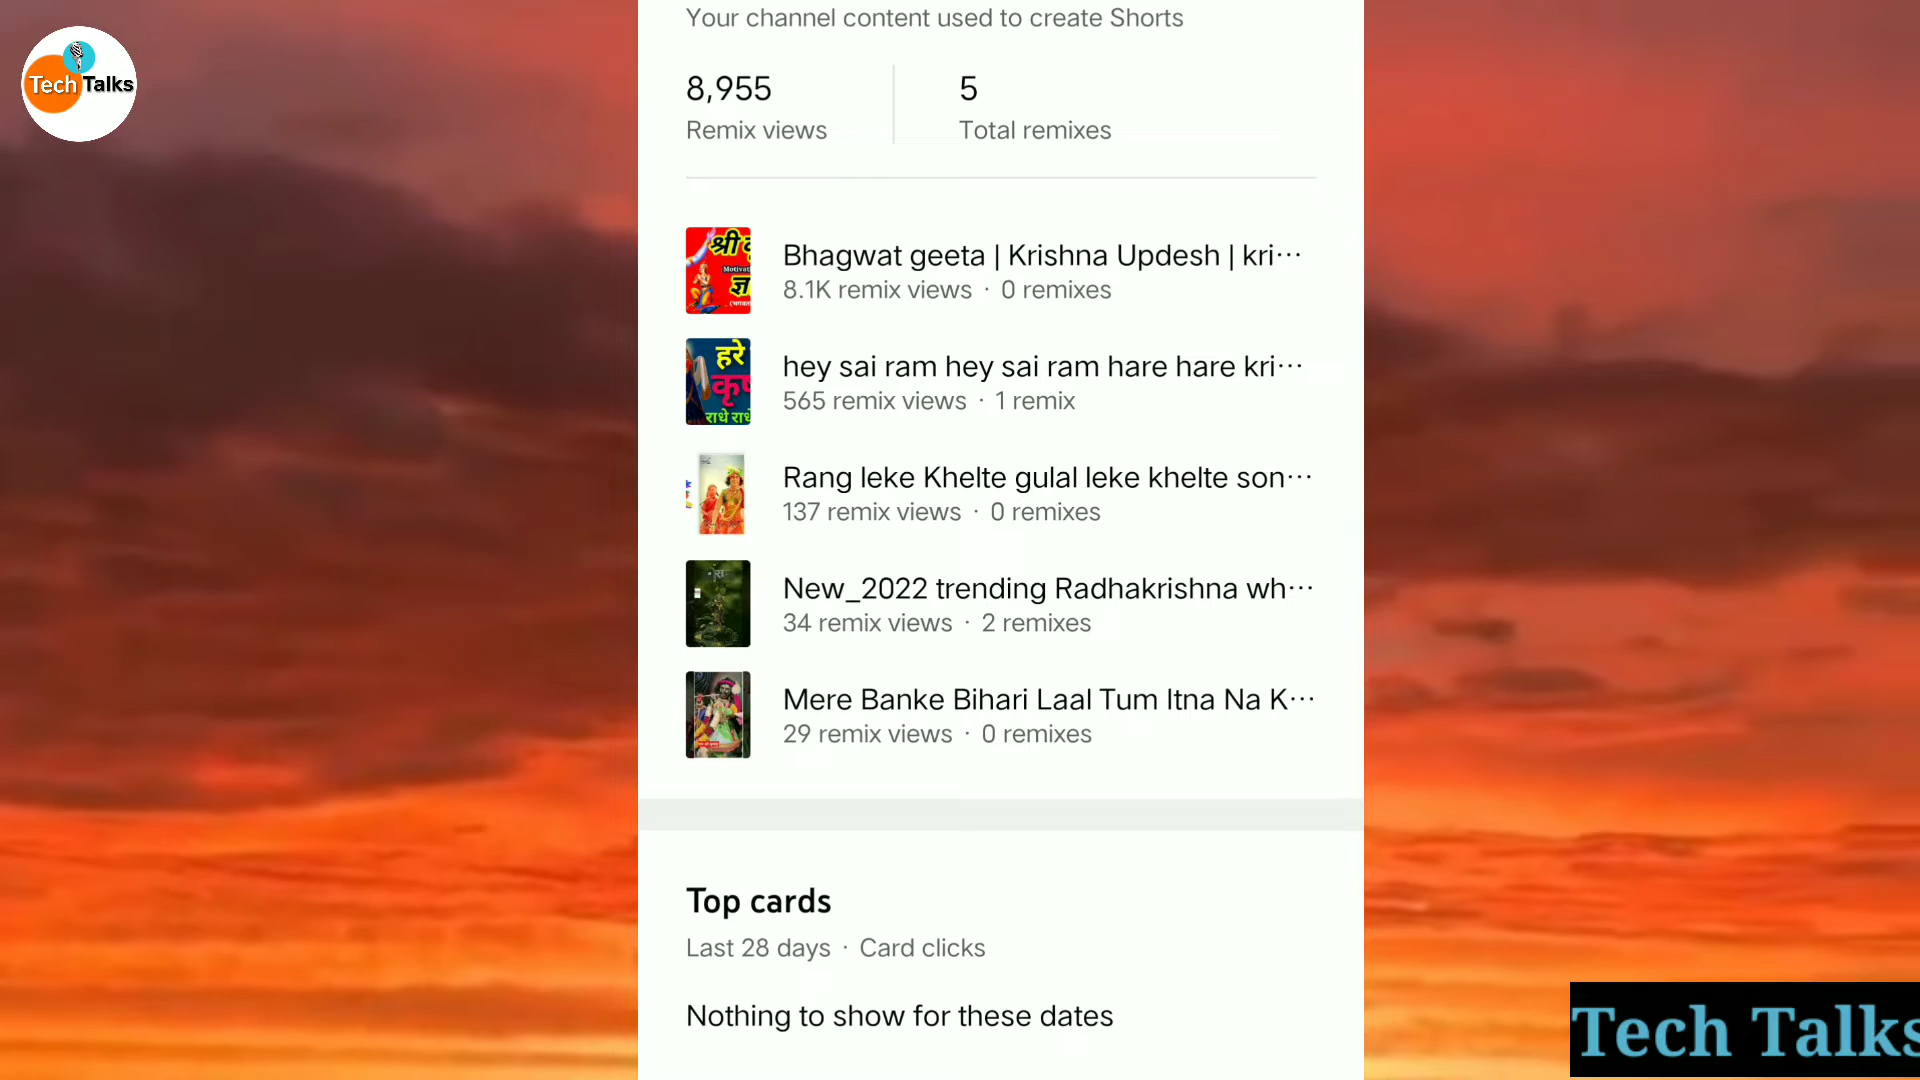 Tech Talks
Your channel content used to create Shorts
8,955
5
Remix views
Total remixes
श्री
Motivat
ज्ञ
Bhagwat geeta | Krishna Updesh | kri···
8.1K remix views · 0 remixes
हरे
कृष्
राधे राधे
hey sai ram hey sai ram hare hare kri···
565 remix views · 1 remix
Rang leke Khelte gulal leke khelte son···
137 remix views · 0 remixes
New_2022 trending Radhakrishna wh···
34 remix views · 2 remixes
Mere Banke Bihari Laal Tum Itna Na K···
29 remix views · 0 remixes
Top cards
Last 28 days · Card clicks
Nothing to show for these dates
Tech Talks